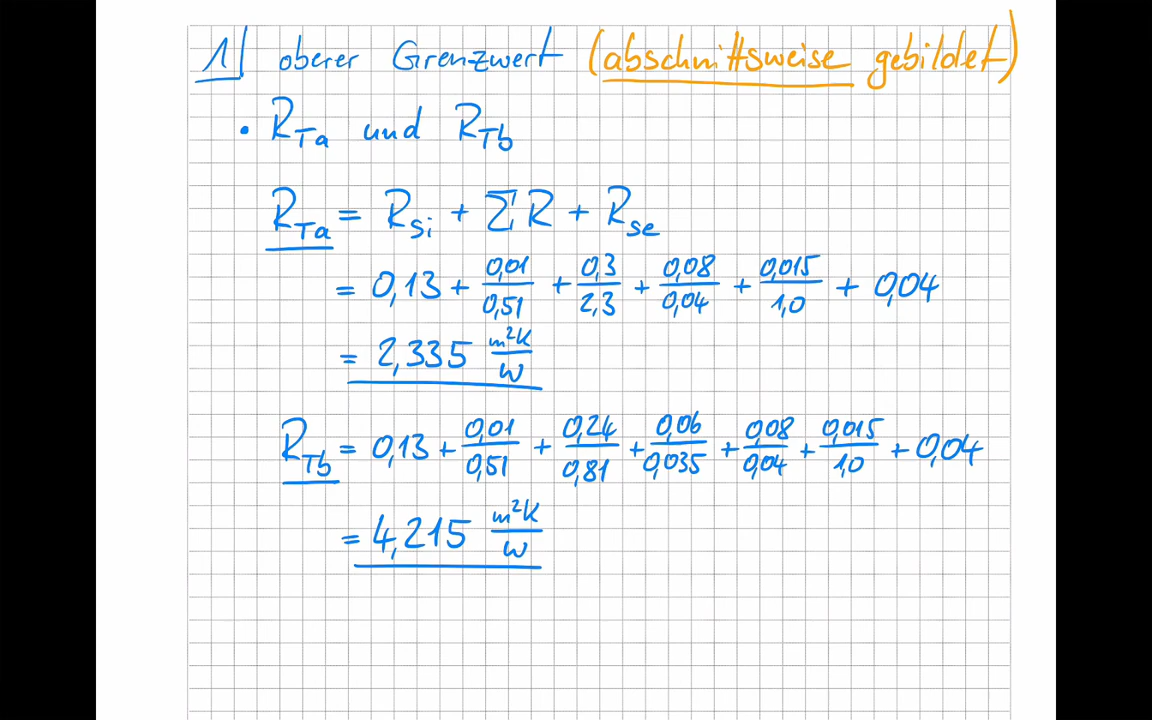 1) oberer Grenzwert (abschnittsweise gebildet)
• R_Ta und R_Tb
R_Ta = R_si + ΣR + R_se
= 0,13 + 0,01/0,51 + 0,3/2,3 + 0,08/0,04 + 0,015/1,0 + 0,04
= 2,335 m²K/W
R_Tb = 0,13 + 0,01/0,51 + 0,24/0,81 + 0,06/0,035 + 0,08/0,04 + 0,015/1,0 + 0,04
= 4,215 m²K/W